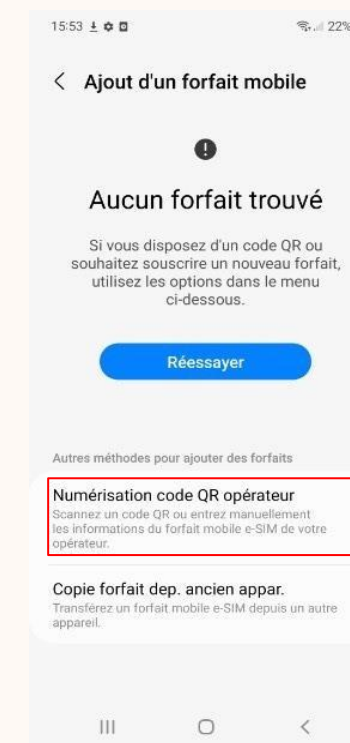 15:53
22%
Ajout d'un forfait mobile
Aucun forfait trouvé
Si vous disposez d'un code QR ou
souhaitez souscrire un nouveau forfait,
utilisez les options dans le menu
ci-dessous.
Réessayer
Autres méthodes pour ajouter des forfaits
Numérisation code QR opérateur
Scannez un code QR ou entrez manuellement
les informations du forfait mobile e-SIM de votre
opérateur.
Copie forfait dep. ancien appar.
Transférez un forfait mobile e-SIM depuis un autre
appareil.